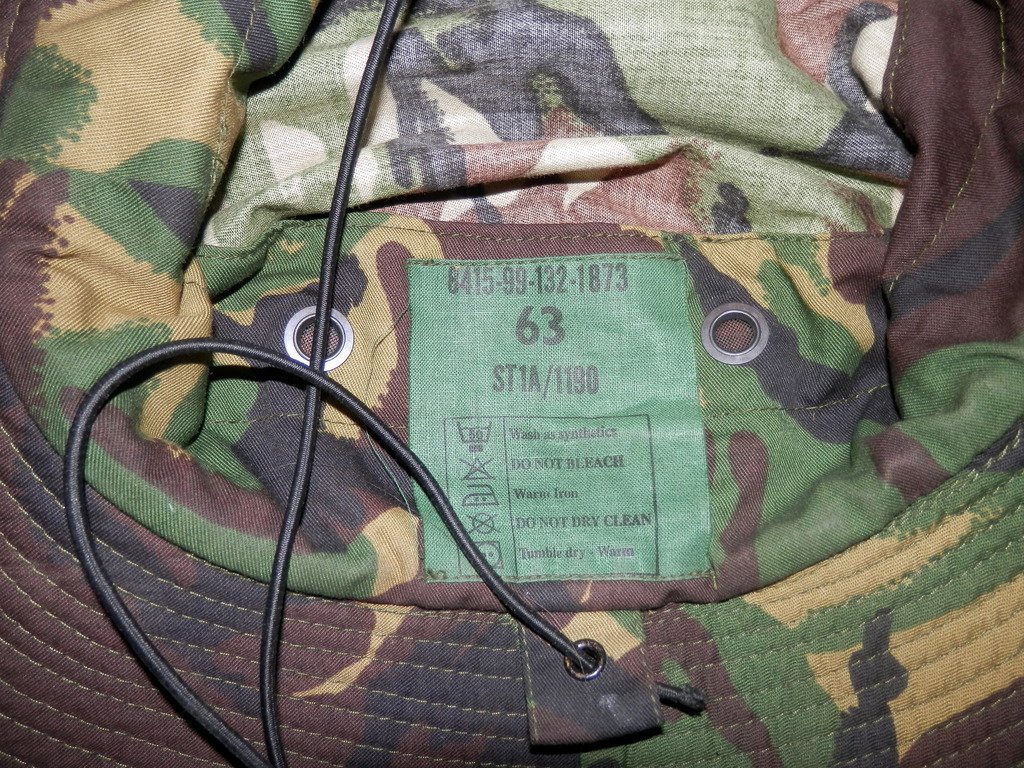 8415-99-132-1873
63
ST1A/1190
50
Wash as synthetics
DO NOT BLEACH
Warm Iron
DO NOT DRY CLEAN
Tumble dry - Warm